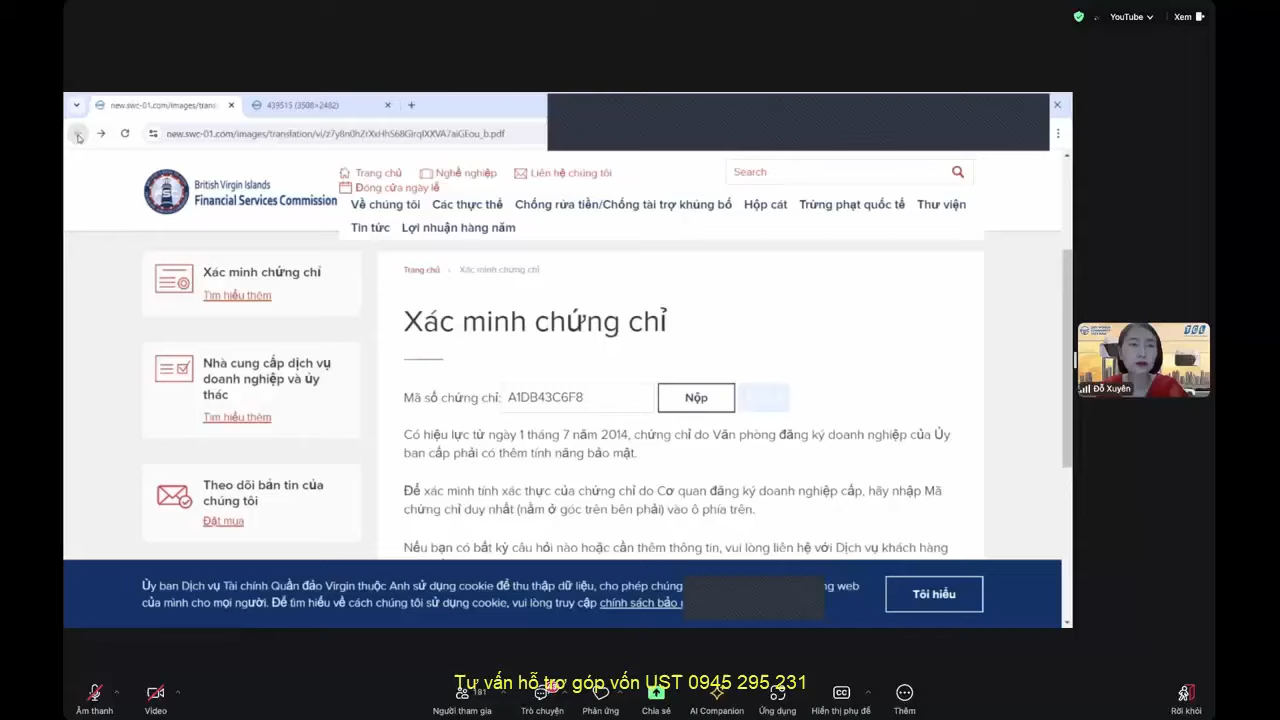 YouTube
Xem
new.swc-01.com/images/trans
439515 (3508×2482)
new.swc-01.com/images/translation/vi/z7y8n0hZrXxHhS68GirqIXXVA7aiGEou_b.pdf
British Virgin Islands
Financial Services Commission
Trang chủ
Nghề nghiệp
Liên hệ chúng tôi
Đóng cửa ngày lễ
Search
Về chúng tôi
Các thực thể
Chống rửa tiền/Chống tài trợ khủng bố
Hộp cát
Trừng phạt quốc tế
Thư viện
Tin tức
Lợi nhuận hàng năm
Xác minh chứng chỉ
Tìm hiểu thêm
Nhà cung cấp dịch vụ
doanh nghiệp và ủy
thác
Tìm hiểu thêm
Theo dõi bản tin của
chúng tôi
Đặt mua
Trang chủ
Xác minh chứng chỉ
Xác minh chứng chỉ
Mã số chứng chỉ:
A1DB43C6F8
Nộp
Có hiệu lực từ ngày 1 tháng 7 năm 2014, chứng chỉ do Văn phòng đăng ký doanh nghiệp của Ủy
ban cấp phải có thêm tính năng bảo mật.
Để xác minh tính xác thực của chứng chỉ do Cơ quan đăng ký doanh nghiệp cấp, hãy nhập Mã
chứng chỉ duy nhất (nằm ở góc trên bên phải) vào ô phía trên.
Nếu bạn có bất kỳ câu hỏi nào hoặc cần thêm thông tin, vui lòng liên hệ với Dịch vụ khách hàng
Ủy ban Dịch vụ Tài chính Quần đảo Virgin thuộc Anh sử dụng cookie để thu thập dữ liệu, cho phép chúng
g web
của mình cho mọi người. Để tìm hiểu về cách chúng tôi sử dụng cookie, vui lòng truy cập chính sách bảo
Tôi hiểu
TCL
Đỗ Xuyên
Tư vấn hỗ trợ góp vốn UST 0945 295 231
181
Âm thanh
Video
Người tham gia
Trò chuyện
Phản ứng
Chia sẻ
AI Companion
Ứng dụng
Hiển thị phụ đề
Thêm
Rời khỏi